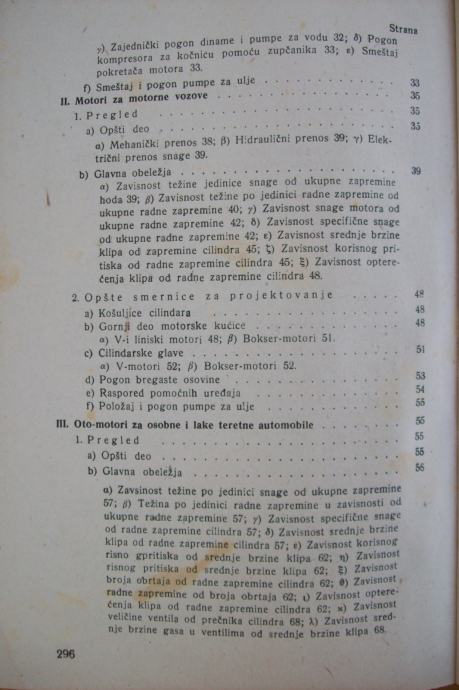 Strana
γ) Zajednički pogon diname i pumpe za vodu 32; δ) Pogon
kompresora za kočnicu pomoću zupčanika 33; ε) Smeštaj
pokretača motora 33.
f) Smeštaj i pogon pumpe za ulje . . . . . . . . . . . . . 33
II. Motori za motorne vozove . . . . . . . . . . . . . . . 35
1. Pregled . . . . . . . . . . . . . . . . . . . . 35
a) Opšti deo . . . . . . . . . . . . . . . . . . . . 35
α) Mehanički prenos 38; β) Hidraulični prenos 39; γ) Elek-
trični prenos snage 39.
b) Glavna obeležja . . . . . . . . . . . . . . . . . . 39
α) Zavisnost težine jedinice snage od ukupne zapremine
hoda 39; β) Zavisnost težine po jedinici radne zapremine od
ukupne radne zapremine 40; γ) Zavisnost snage motora od
ukupne radne zapremine 42; δ) Zavisnost specifične snage
od ukupne radne zapremine 42; ε) Zavisnost srednje brzine
klipa od zapremine cilindra 45; ζ) Zavisnost korisnog pri-
tiska od radne zapremine cilindra 45; ξ) Zavisnost optere-
ćenja klipa od radne zapremine cilindra 48.
2. Opšte smernice za projektovanje . . . . . 48
a) Košuljice cilindara . . . . . . . . . . . . . . . . 48
b) Gornji deo motorske kućice . . . . . . . . . . . . . 48
α) V-i liniski motori 48; β) Bokser-motori 51.
c) Cilindarske glave . . . . . . . . . . . . . . . . . 51
α) V-motori 52; β) Bokser-motori 52.
d) Pogon bregaste osovine . . . . . . . . . . . . . . . 53
e) Raspored pomoćnih uređaja . . . . . . . . . . . . . 54
f) Položaj i pogon pumpe za ulje . . . . . . . . . . . . 55
III. Oto-motori za osobne i lake teretne automobile . . . . . . 55
1. Pregled . . . . . . . . . . . . . . . . . . . . 55
a) Opšti deo . . . . . . . . . . . . . . . . . . . . 55
b) Glavna obeležja . . . . . . . . . . . . . . . . . . 56
α) Zavsinost težine po jedinici snage od ukupne zapremine
57; β) Težina po jedinici radne zapremine u zavisnosti od
ukupne radne zapremine 57; γ) Zavisnost specifične snage
od radne zapremine cilindra 57; δ) Zavisnost srednje brzine
klipa od radne zapremine cilindra 57; ε) Zavisnost korisnog
risno gpritiska od srednje brzine klipa 62; η) Zavisnost
risnog pritiska od srednje brzine klipa 62; ξ) Zavisnost
broja obrtaja od radne zapremine cilindra 62; θ) Zavisnost
radne zapremine od broja obrtaja 62; ι) Zavisnost optere-
ćenja klipa od radne zapremine cilindra 62; κ) Zavisnost
veličine ventila od prečnika cilindra 68; λ) Zavisnost sred-
nje brzine gasa u ventilima od srednje brzine klipa 68.
296